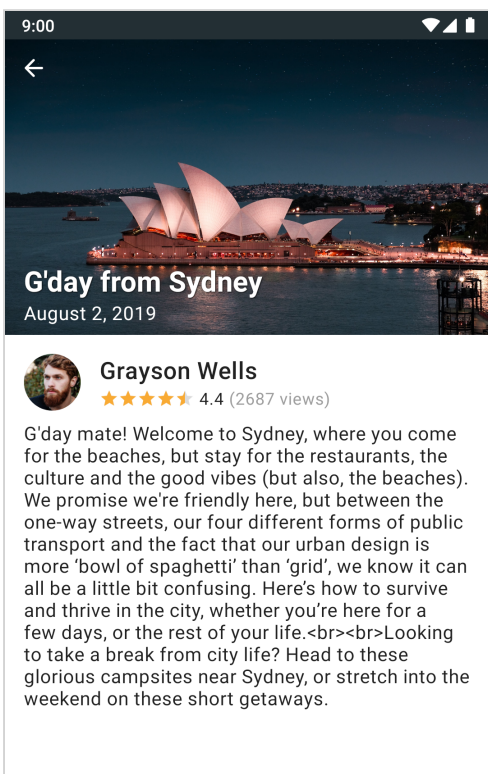 9:00
G'day from Sydney
August 2, 2019
Grayson Wells
4.4 (2687 views)
G'day mate! Welcome to Sydney, where you come
for the beaches, but stay for the restaurants, the
culture and the good vibes (but also, the beaches).
We promise we're friendly here, but between the
one-way streets, our four different forms of public
transport and the fact that our urban design is
more ‘bowl of spaghetti’ than ‘grid’, we know it can
all be a little bit confusing. Here’s how to survive
and thrive in the city, whether you’re here for a
few days, or the rest of your life.<br><br>Looking
to take a break from city life? Head to these
glorious campsites near Sydney, or stretch into the
weekend on these short getaways.